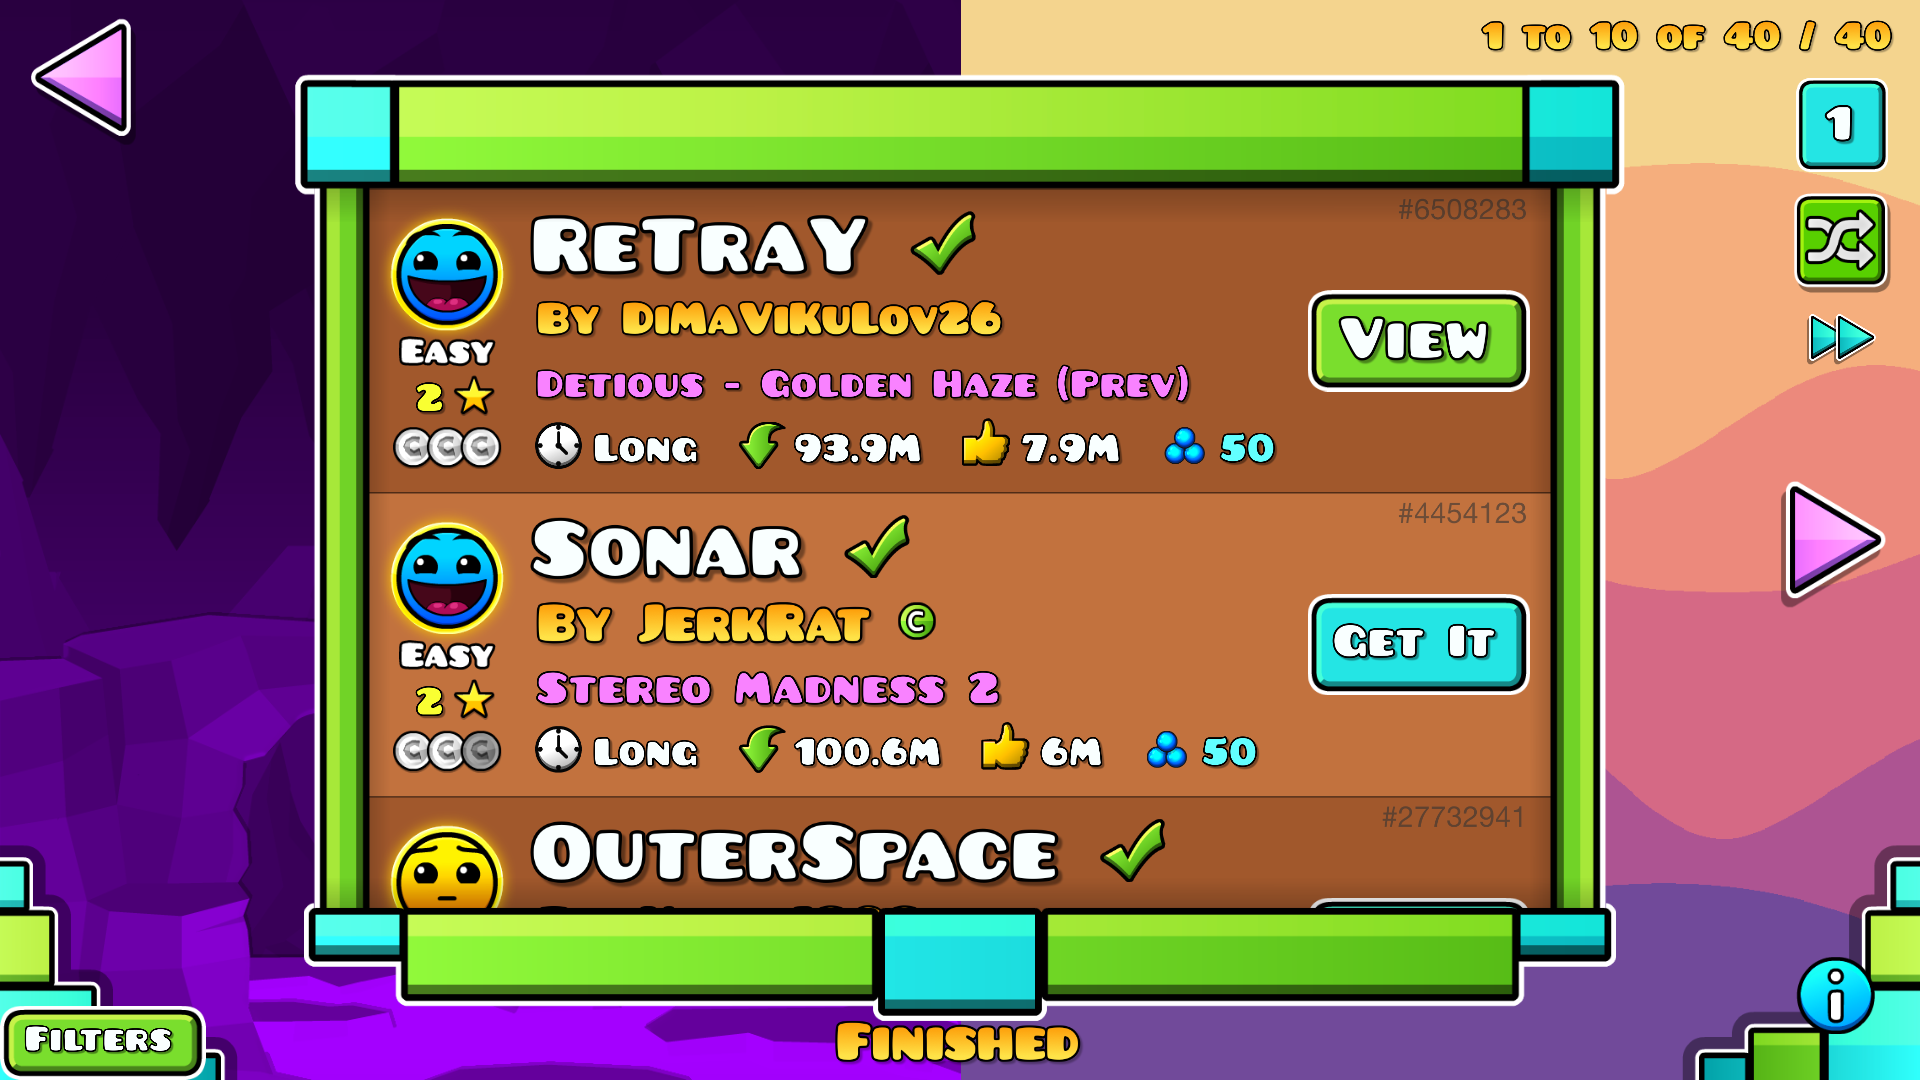 1 to 10 of 40 / 40
1
#6508283
ReTraY
By DiMaViKuLov26
Detious - Golden Haze (Prev)
Easy
2
Long 93.9M 7.9M 50
View
#4454123
Sonar
By JerkRat
Stereo Madness 2
Easy
2
Long 100.6M 6M 50
Get It
#27732941
OuterSpace
Filters
Finished